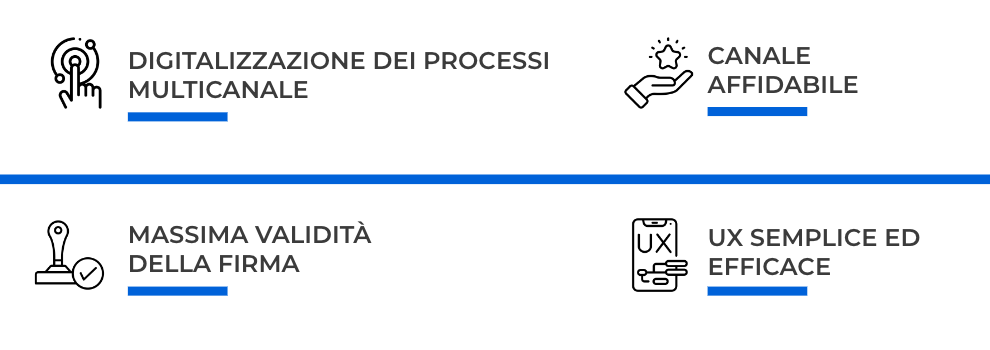 DIGITALIZZAZIONE DEI PROCESSI
MULTICANALE
CANALE
AFFIDABILE
MASSIMA VALIDITÀ
DELLA FIRMA
UX
UX SEMPLICE ED
EFFICACE